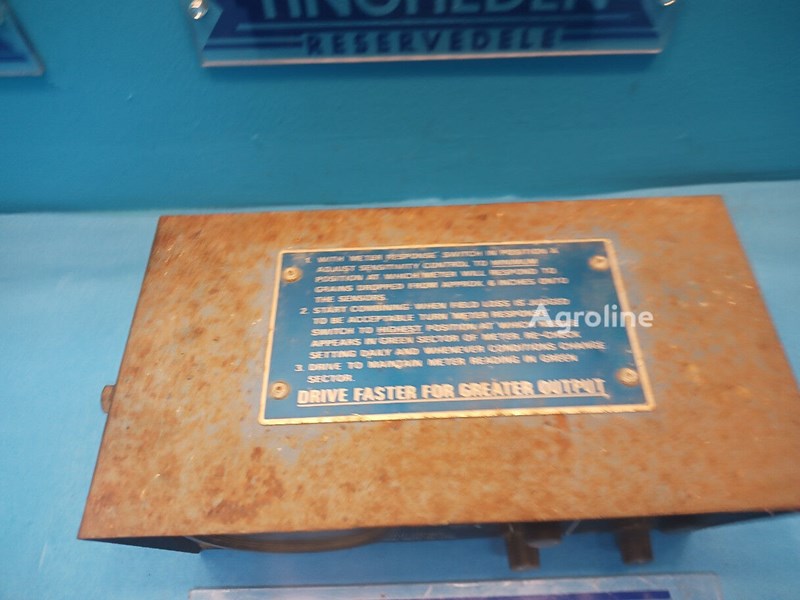 TINGHEDEN
RESERVEDELE
1. WITH METER RESPONSE SWITCH IN POSITION
ADJUST SENSITIVITY CONTROL TO MINIMUM
POSITION AT WHICH METER WILL RESPOND TO
GRAINS DROPPED FROM APPROX 6 INCHES ONTO
THE SENSORS
2. START COMBINING WHEN FIELD LOSS IS JUDGED
TO BE ACCEPTABLE TURN METER RESPONSE
SWITCH TO HIGHEST POSITION AT WHICH
APPEARS IN GREEN SECTOR OF METER. RE-
SETTING DAILY AND WHENEVER CONDITIONS CHANGE
3. DRIVE TO MAINTAIN METER READING IN GREEN
SECTOR.
DRIVE FASTER FOR GREATER OUTPUT
Agroline